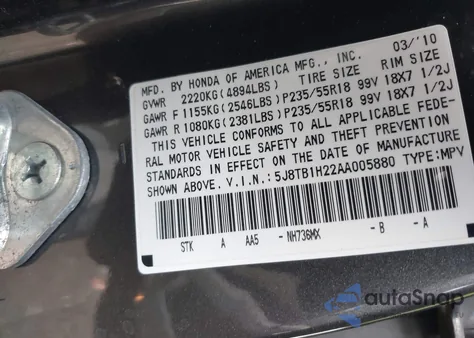 MFD. BY HONDA OF AMERICA MFG., INC. 03/'10
GVWR 2220KG(4894LBS) TIRE SIZE RIM SIZE
GAWR F 1155KG(2546LBS) P235/55R18 99V 18X7 1/2J
GAWR R 1080KG(2381LBS) P235/55R18 99V 18X7 1/2J
THIS VEHICLE CONFORMS TO ALL APPLICABLE FEDE-
RAL MOTOR VEHICLE SAFETY AND THEFT PREVENTION
STANDARDS IN EFFECT ON THE DATE OF MANUFACTURE
SHOWN ABOVE. V.I.N.:5J8TB1H22AA005880 TYPE:MPV
STK A AA5 -NH736MX -B -A
autoSnap